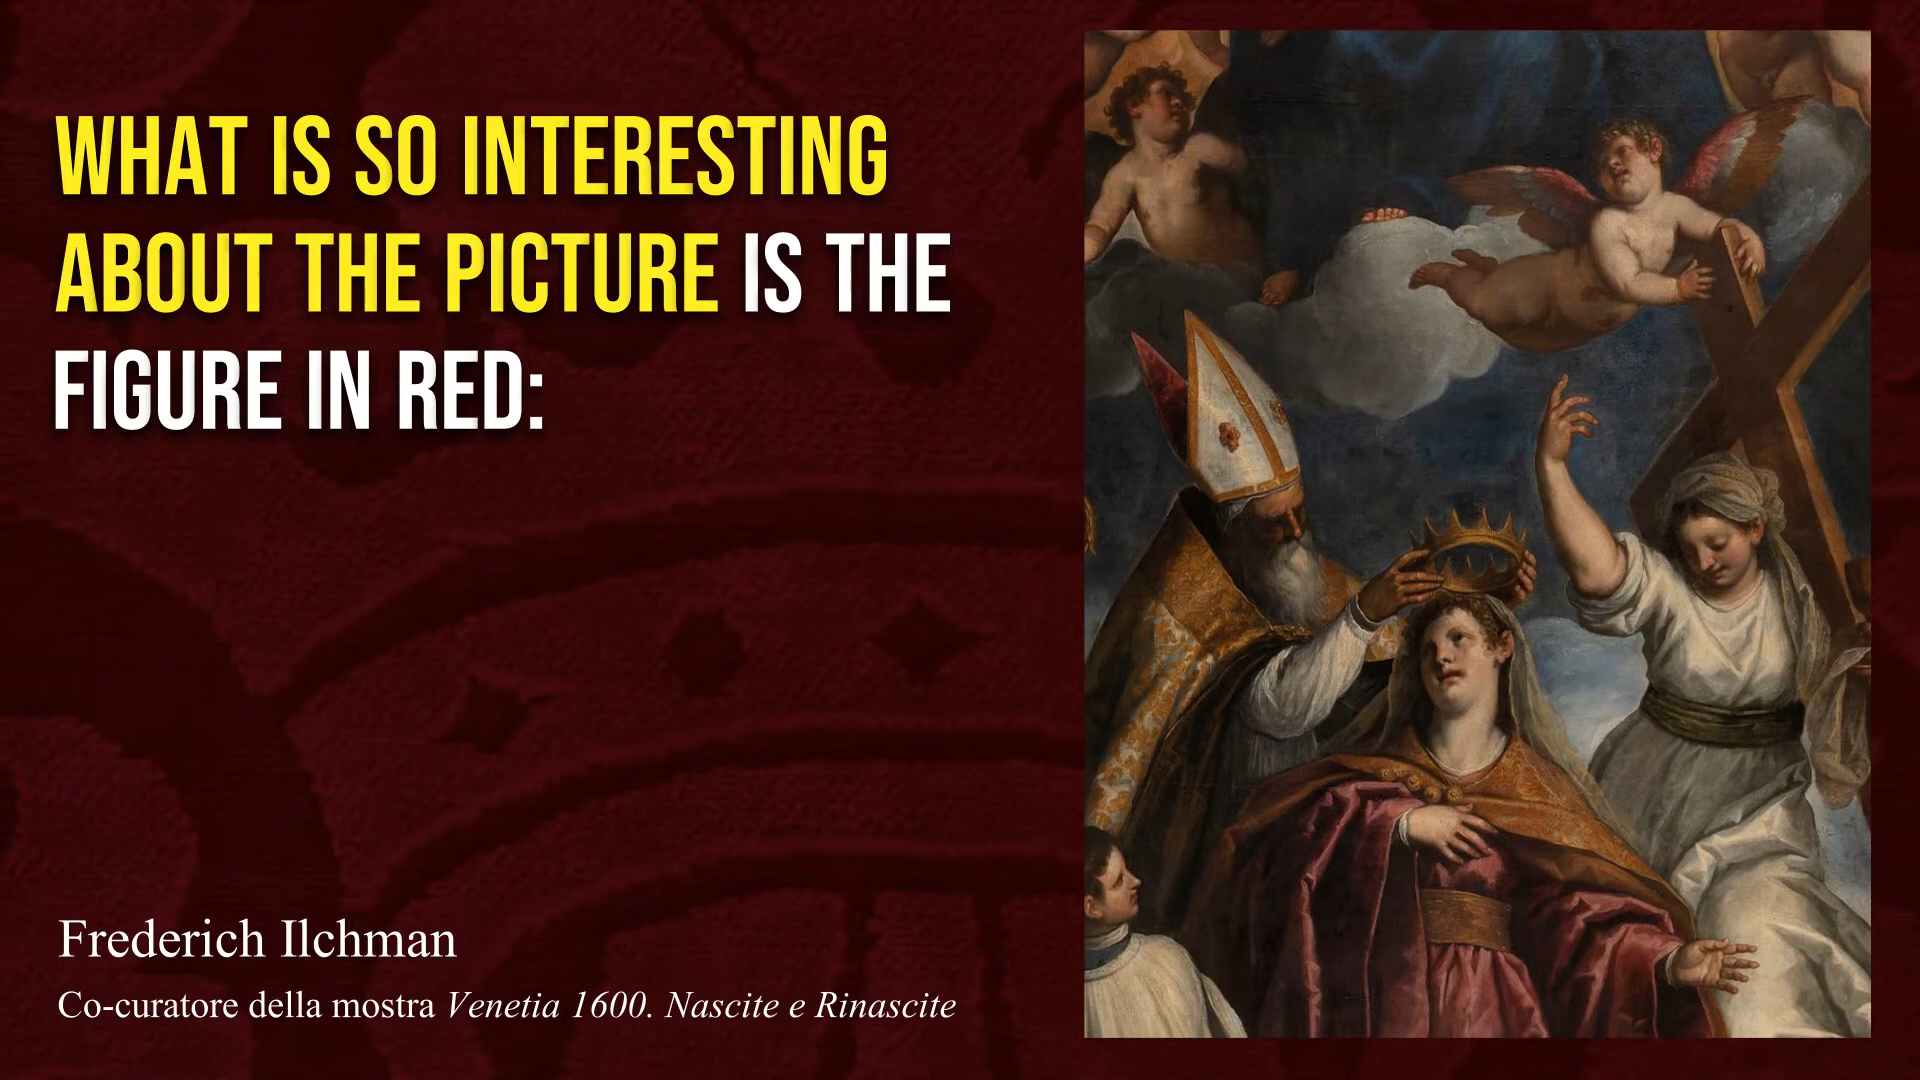 WHAT IS SO INTERESTING
ABOUT THE PICTURE IS THE
FIGURE IN RED:
Frederich Ilchman
Co-curatore della mostra Venetia 1600. Nascite e Rinascite